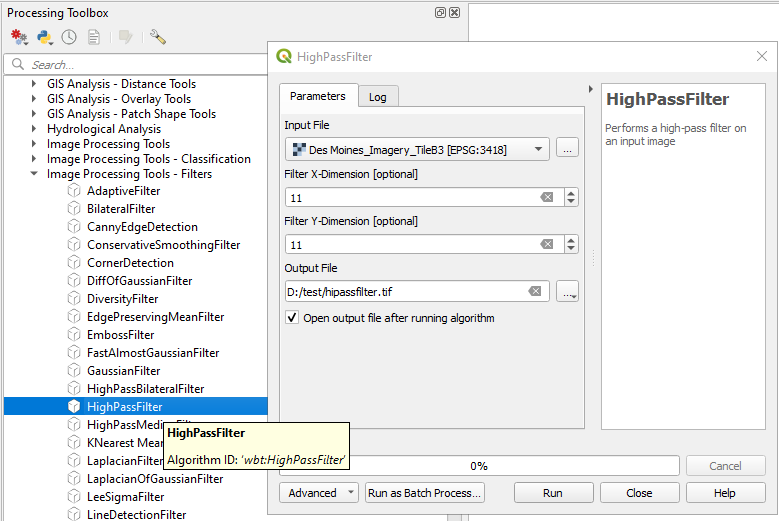 Processing Toolbox
Search...
GIS Analysis - Distance Tools
GIS Analysis - Overlay Tools
GIS Analysis - Patch Shape Tools
Hydrological Analysis
Image Processing Tools
Image Processing Tools - Classification
Image Processing Tools - Filters
AdaptiveFilter
BilateralFilter
CannyEdgeDetection
ConservativeSmoothingFilter
CornerDetection
DiffOfGaussianFilter
DiversityFilter
EdgePreservingMeanFilter
EmbossFilter
FastAlmostGaussianFilter
GaussianFilter
HighPassBilateralFilter
HighPassFilter
HighPassMedi
KNearest Mea
LaplacianFilter
LaplacianOfGaussianFilter
LeeSigmaFilter
LineDetectionFilter
HighPassFilter
Algorithm ID: 'wbt:HighPassFilter'
HighPassFilter
Parameters
Log
Input File
Des Moines_Imagery_TileB3 [EPSG:3418]
...
Filter X-Dimension [optional]
11
Filter Y-Dimension [optional]
11
Output File
D:/test/hipassfilter.tif
...
Open output file after running algorithm
HighPassFilter
Performs a high-pass filter on
an input image
0%
Cancel
Advanced
Run as Batch Process...
Run
Close
Help